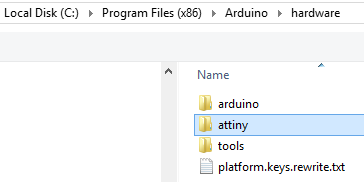 Local Disk (C:) ▸ Program Files (x86) ▸ Arduino ▸ hardware
Name
arduino
attiny
tools
platform.keys.rewrite.txt